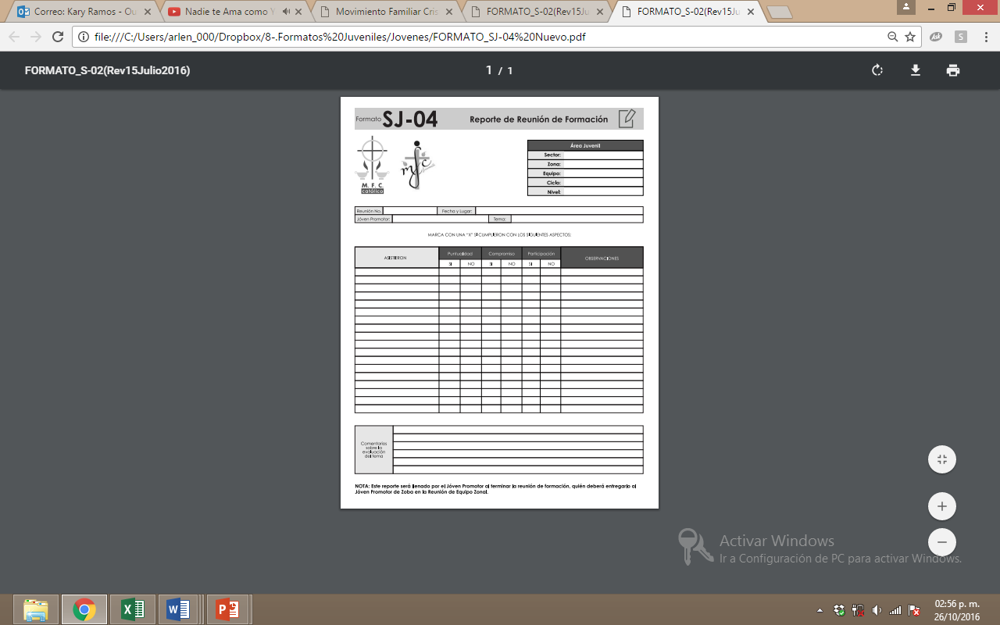 Correo: Kary Ramos - Ou
Nadie te Ama como Y
Movimiento Familiar Cris
FORMATO_S-02(Rev15Ju
FORMATO_S-02(Rev15Ju
file:///C:/Users/arlen_000/Dropbox/8-.Formatos%20Juveniles/Jovenes/FORMATO_SJ-04%20Nuevo.pdf
Ask
S
FORMATO_S-02(Rev15Julio2016)
1 / 1
Formato SJ-04 Reporte de Reunión de Formación
M. F. C.
católico
mfc
Área Juvenil
Sector:
Zona:
Equipo:
Ciclo:
Nivel:
Reunión No. Fecha y Lugar:
Jóven Promotor: Tema:
MARCA CON UNA "X" SI CUMPLIERON CON LOS SIGUIENTES ASPECTOS:
ASISTIERON Puntualidad Compromiso Participación OBSERVACIONES
SI NO SI NO SI NO
Comentarios
sobre la
evaluación
del tema
NOTA: Este reporte será llenado por el Jóven Promotor al terminar la reunión de formación, quién deberá entregarlo al
Jóven Promotor de Zoba en la Reunión de Equipo Zonal.
Activar Windows
Ir a Configuración de PC para activar Windows.
02:56 p. m.
26/10/2016